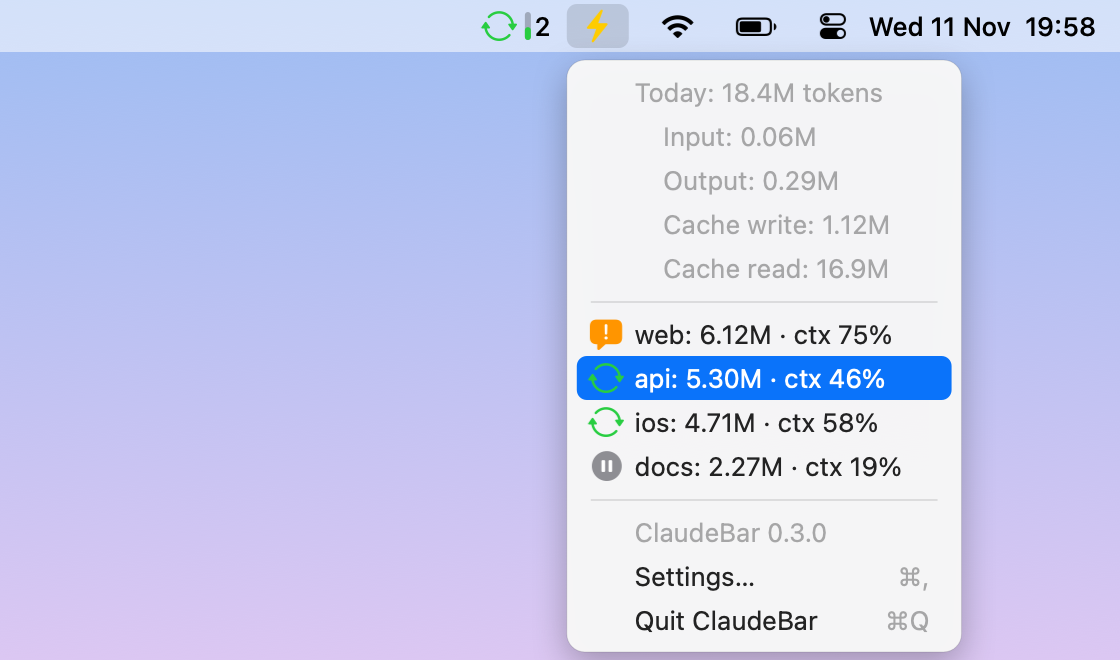 2 Wed 11 Nov 19:58
Today: 18.4M tokens
Input: 0.06M
Output: 0.29M
Cache write: 1.12M
Cache read: 16.9M
web: 6.12M · ctx 75%
api: 5.30M · ctx 46%
ios: 4.71M · ctx 58%
docs: 2.27M · ctx 19%
ClaudeBar 0.3.0
Settings... ⌘,
Quit ClaudeBar ⌘Q